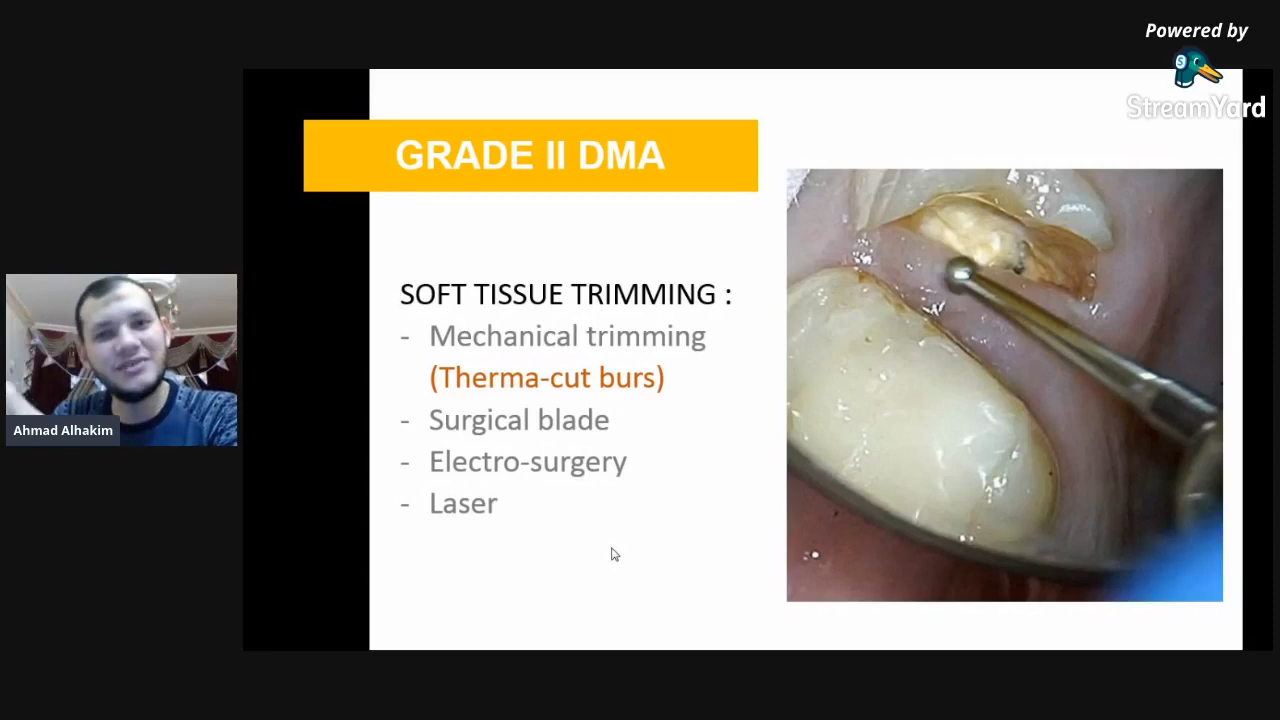 Powered by
S
StreamYard
GRADE II DMA
SOFT TISSUE TRIMMING :
- Mechanical trimming
(Therma-cut burs)
- Surgical blade
- Electro-surgery
- Laser
Ahmad Alhakim